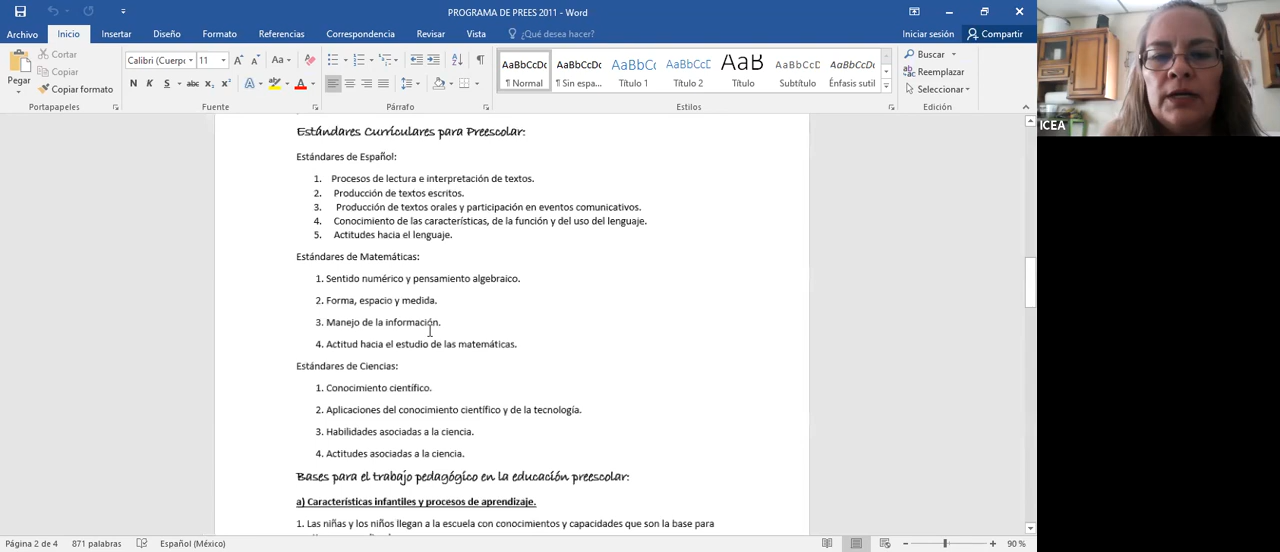 PROGRAMA DE PREES 2011 - Word
Archivo Inicio Insertar Diseño Formato Referencias Correspondencia Revisar Vista ¿Qué desea hacer? Iniciar sesión Compartir
Cortar
Copiar
Copiar formato
Pegar
Portapapeles
Calibri (Cuerpo 11
N K S abc X₂ X²
Fuente
Párrafo
AaBbCcDc AaBbCcDc AaBbCc AaBbCcD AaB AaBbCcD AaBbCcDc
¶ Normal ¶ Sin espa... Título 1 Título 2 Título Subtítulo Énfasis sutil
Estilos
Buscar
Reemplazar
Seleccionar
Edición
ICEA
Estándares Curriculares para Preescolar:
Estándares de Español:
1. Procesos de lectura e interpretación de textos.
2. Producción de textos escritos.
3. Producción de textos orales y participación en eventos comunicativos.
4. Conocimiento de las características, de la función y del uso del lenguaje.
5. Actitudes hacia el lenguaje.
Estándares de Matemáticas:
1. Sentido numérico y pensamiento algebraico.
2. Forma, espacio y medida.
3. Manejo de la información.
4. Actitud hacia el estudio de las matemáticas.
Estándares de Ciencias:
1. Conocimiento científico.
2. Aplicaciones del conocimiento científico y de la tecnología.
3. Habilidades asociadas a la ciencia.
4. Actitudes asociadas a la ciencia.
Bases para el trabajo pedagógico en la educación preescolar:
a) Características infantiles y procesos de aprendizaje.
1. Las niñas y los niños llegan a la escuela con conocimientos y capacidades que son la base para
Página 2 de 4 871 palabras Español (México) 90 %